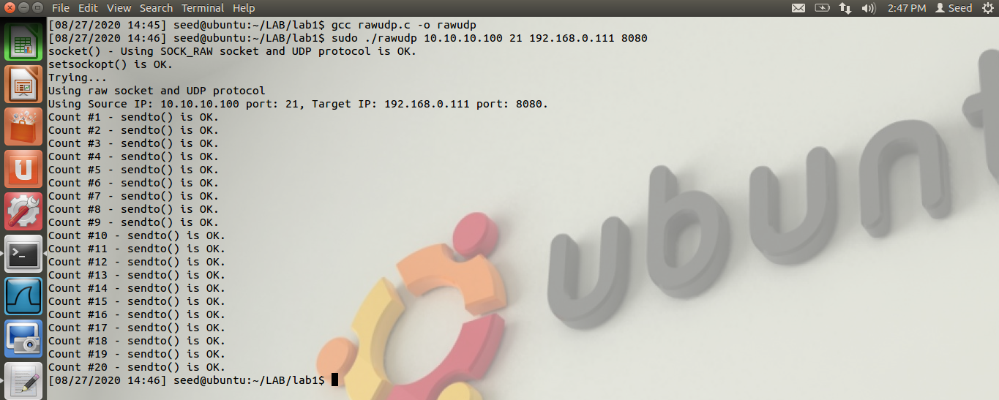 File Edit View Search Terminal Help 2:47 PM Seed
[08/27/2020 14:45] seed@ubuntu:~/LAB/lab1$ gcc rawudp.c -o rawudp
[08/27/2020 14:46] seed@ubuntu:~/LAB/lab1$ sudo ./rawudp 10.10.10.100 21 192.168.0.111 8080
socket() - Using SOCK_RAW socket and UDP protocol is OK.
setsockopt() is OK.
Trying...
Using raw socket and UDP protocol
Using Source IP: 10.10.10.100 port: 21, Target IP: 192.168.0.111 port: 8080.
Count #1 - sendto() is OK.
Count #2 - sendto() is OK.
Count #3 - sendto() is OK.
Count #4 - sendto() is OK.
Count #5 - sendto() is OK.
Count #6 - sendto() is OK.
Count #7 - sendto() is OK.
Count #8 - sendto() is OK.
Count #9 - sendto() is OK.
Count #10 - sendto() is OK.
Count #11 - sendto() is OK.
Count #12 - sendto() is OK.
Count #13 - sendto() is OK.
Count #14 - sendto() is OK.
Count #15 - sendto() is OK.
Count #16 - sendto() is OK.
Count #17 - sendto() is OK.
Count #18 - sendto() is OK.
Count #19 - sendto() is OK.
Count #20 - sendto() is OK.
[08/27/2020 14:46] seed@ubuntu:~/LAB/lab1$
ubunt